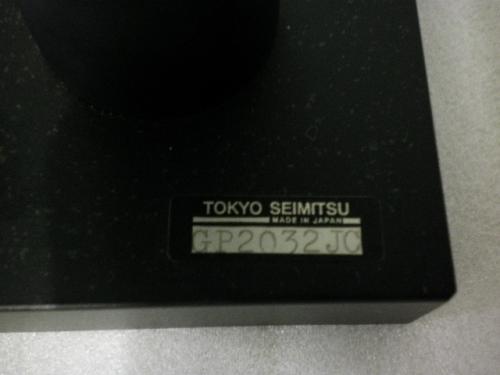 TOKYO SEIMITSU
MADE IN JAPAN
GP2032JC